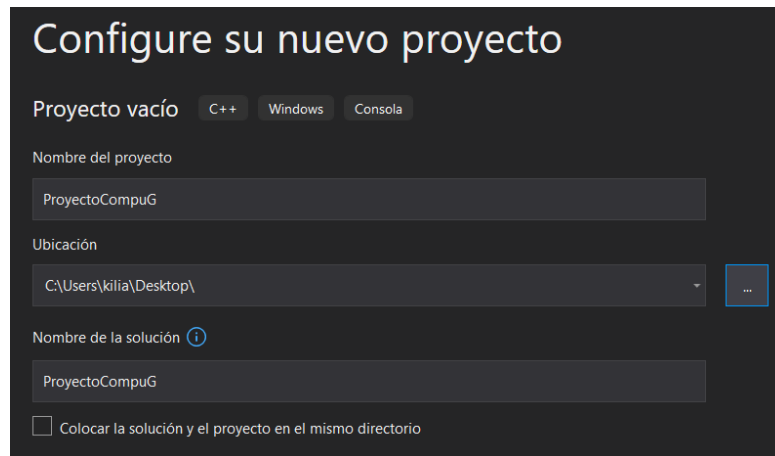 Configure su nuevo proyecto
Proyecto vacío C++ Windows Consola
Nombre del proyecto
ProyectoCompuG
Ubicación
C:\Users\kilia\Desktop\
...
Nombre de la solución
ProyectoCompuG
Colocar la solución y el proyecto en el mismo directorio